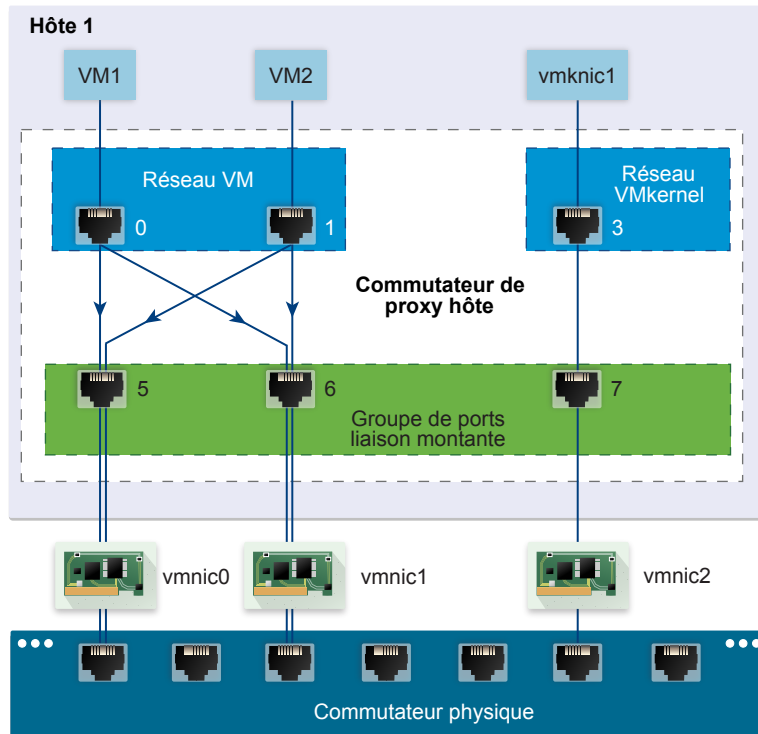 Hôte 1
VM1
VM2
vmknic1
Réseau VM
Réseau
VMkernel
0
1
3
Commutateur de
proxy hôte
5
6
7
Groupe de ports
liaison montante
vmnic0
vmnic1
vmnic2
Commutateur physique